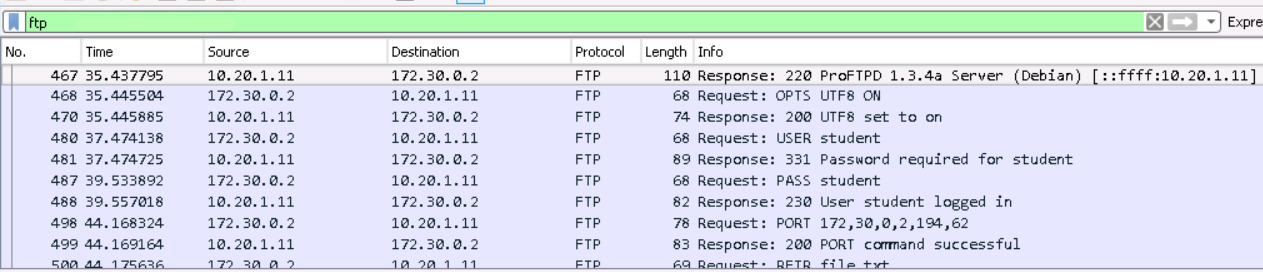 ftp Expre
No. Time Source Destination Protocol Length Info
467 35.437795 10.20.1.11 172.30.0.2 FTP 110 Response: 220 ProFTPD 1.3.4a Server (Debian) [::ffff:10.20.1.11]
468 35.445504 172.30.0.2 10.20.1.11 FTP 68 Request: OPTS UTF8 ON
470 35.445885 10.20.1.11 172.30.0.2 FTP 74 Response: 200 UTF8 set to on
480 37.474138 172.30.0.2 10.20.1.11 FTP 68 Request: USER student
481 37.474725 10.20.1.11 172.30.0.2 FTP 89 Response: 331 Password required for student
487 39.533892 172.30.0.2 10.20.1.11 FTP 68 Request: PASS student
488 39.557018 10.20.1.11 172.30.0.2 FTP 82 Response: 230 User student logged in
498 44.168324 172.30.0.2 10.20.1.11 FTP 78 Request: PORT 172,30,0,2,194,62
499 44.169164 10.20.1.11 172.30.0.2 FTP 83 Response: 200 PORT command successful
500 44.175636 172.30.0.2 10.20.1.11 FTP 69 Request: RETR file.txt